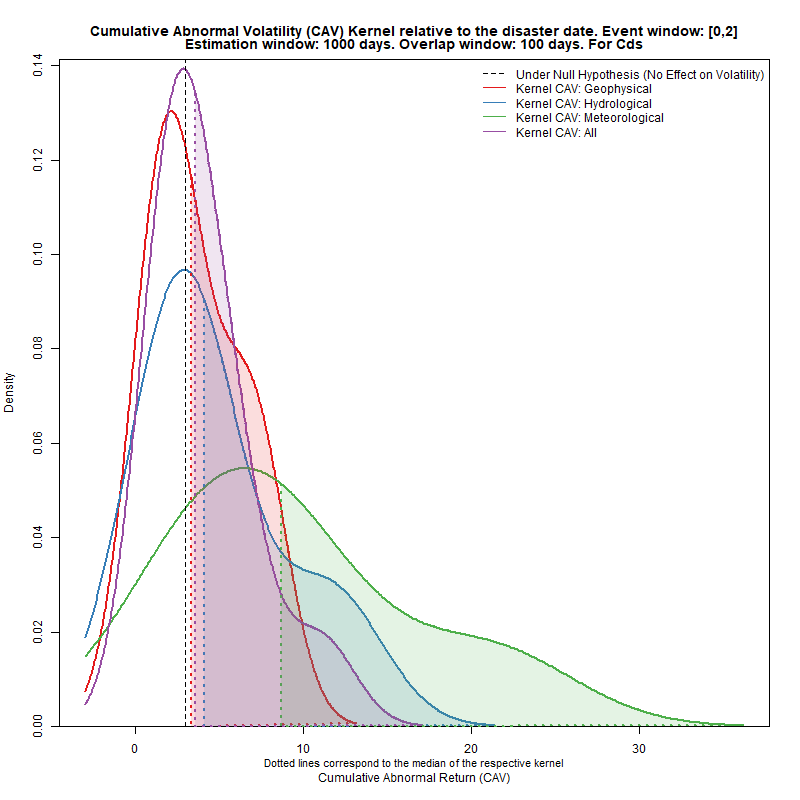 Cumulative Abnormal Volatility (CAV) Kernel relative to the disaster date. Event window: [0,2]
Estimation window: 1000 days. Overlap window: 100 days. For Cds
Under Null Hypothesis (No Effect on Volatility)
Kernel CAV: Geophysical
Kernel CAV: Hydrological
Kernel CAV: Meteorological
Kernel CAV: All
0.14
0.12
0.10
0.08
0.06
0.04
0.02
0.00
Density
0 10 20 30
Dotted lines correspond to the median of the respective kernel
Cumulative Abnormal Return (CAV)